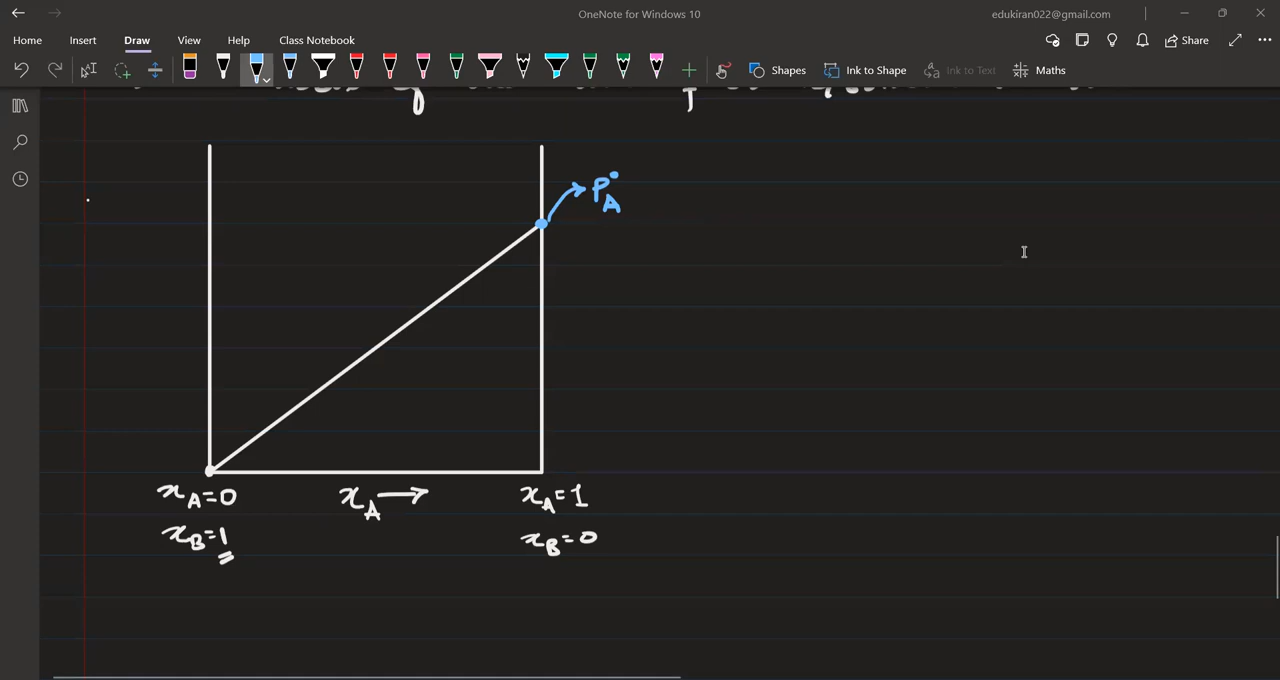 OneNote for Windows 10
edukiran022@gmail.com
Home Insert Draw View Help Class Notebook
Share
Shapes Ink to Shape Ink to Text Maths
P°A
xA=0 xA→ xA=1
xB=1 xB=0